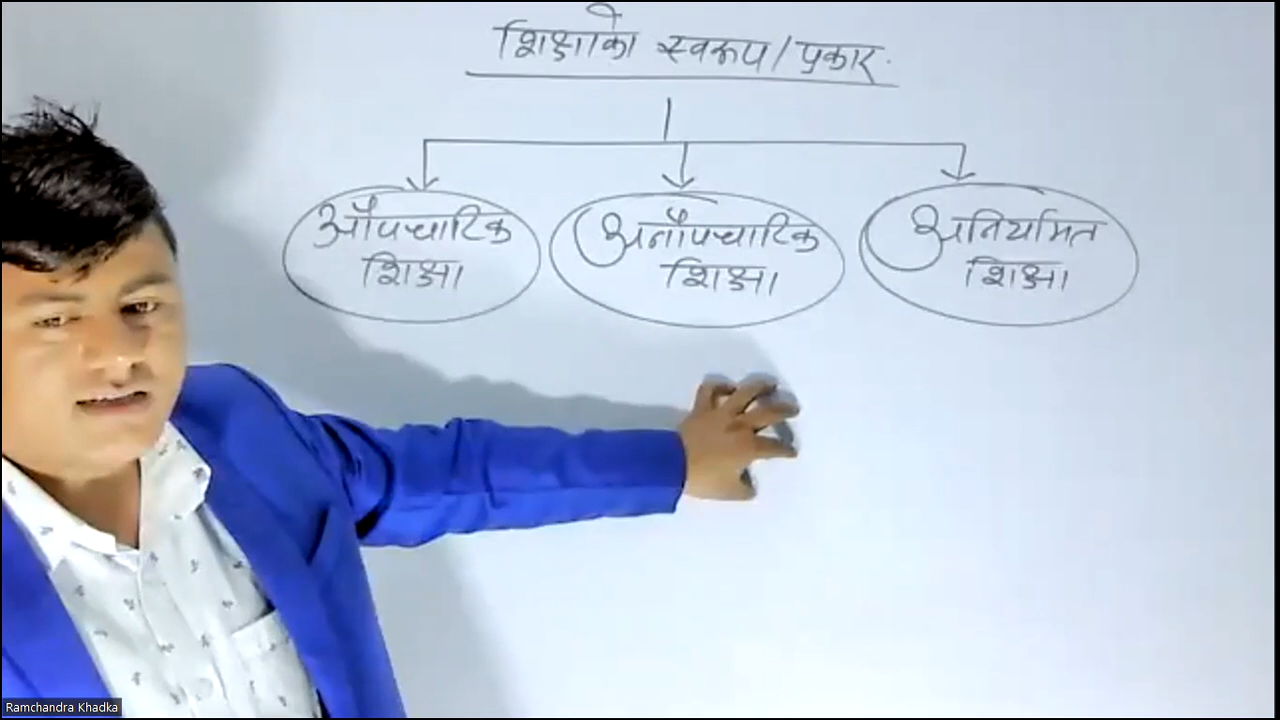 शिक्षाको स्वरूप/प्रकार
औपचारिक
शिक्षा
अनौपचारिक
शिक्षा
अनियमित
शिक्षा
Ramchandra Khadka